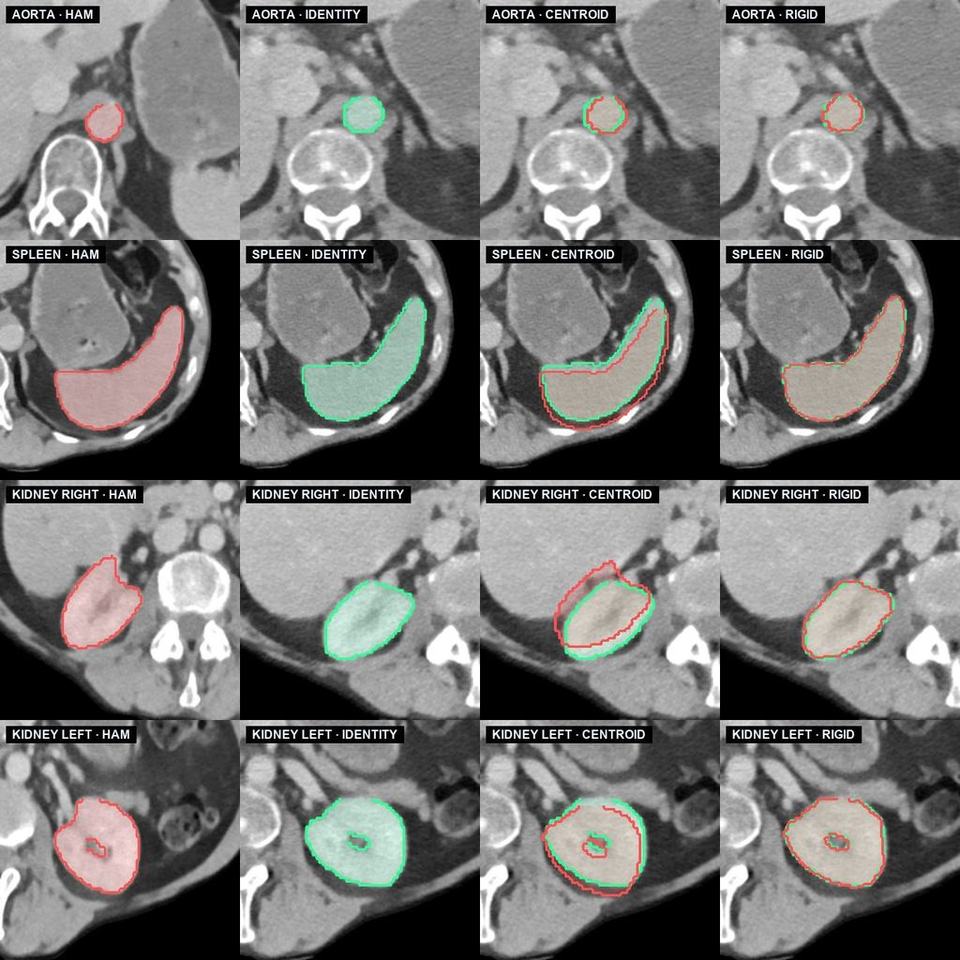 AORTA · HAM
AORTA · IDENTITY
AORTA · CENTROID
AORTA · RIGID
SPLEEN · HAM
SPLEEN · IDENTITY
SPLEEN · CENTROID
SPLEEN · RIGID
KIDNEY RIGHT · HAM
KIDNEY RIGHT · IDENTITY
KIDNEY RIGHT · CENTROID
KIDNEY RIGHT · RIGID
KIDNEY LEFT · HAM
KIDNEY LEFT · IDENTITY
KIDNEY LEFT · CENTROID
KIDNEY LEFT · RIGID